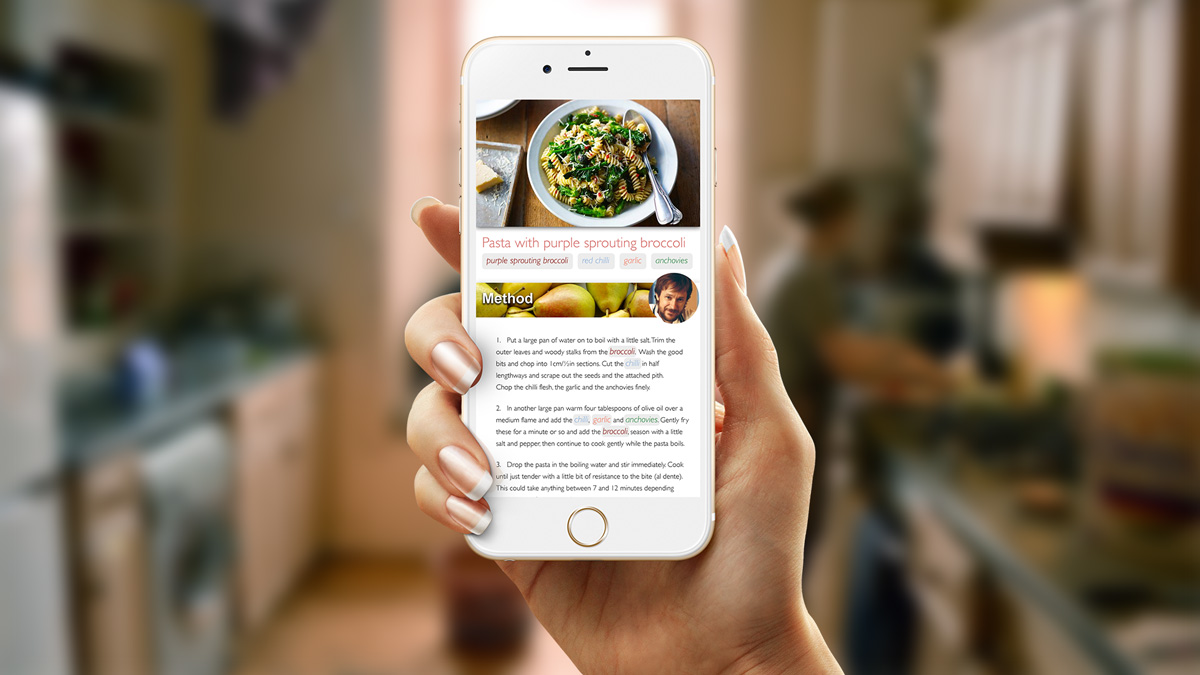 Pasta with purple sprouting broccoli
purple sprouting broccoli red chilli garlic anchovies
Method
1. Put a large pan of water on to boil with a little salt. Trim the
outer leaves and woody stalks from the broccoli. Wash the good
bits and chop into 1cm/½in sections. Cut the chilli in half
lengthways and scrape out the seeds and the attached pith.
Chop the chilli flesh, the garlic and the anchovies finely.
2. In another large pan warm four tablespoons of olive oil over a
medium flame and add the chilli, garlic and anchovies. Gently fry
these for a minute or so and add the broccoli, season with a little
salt and pepper, then continue to cook gently while the pasta boils.
3. Drop the pasta in the boiling water and stir immediately. Cook
until just tender with a little bit of resistance to the bite (al dente).
This could take anything between 7 and 12 minutes depending